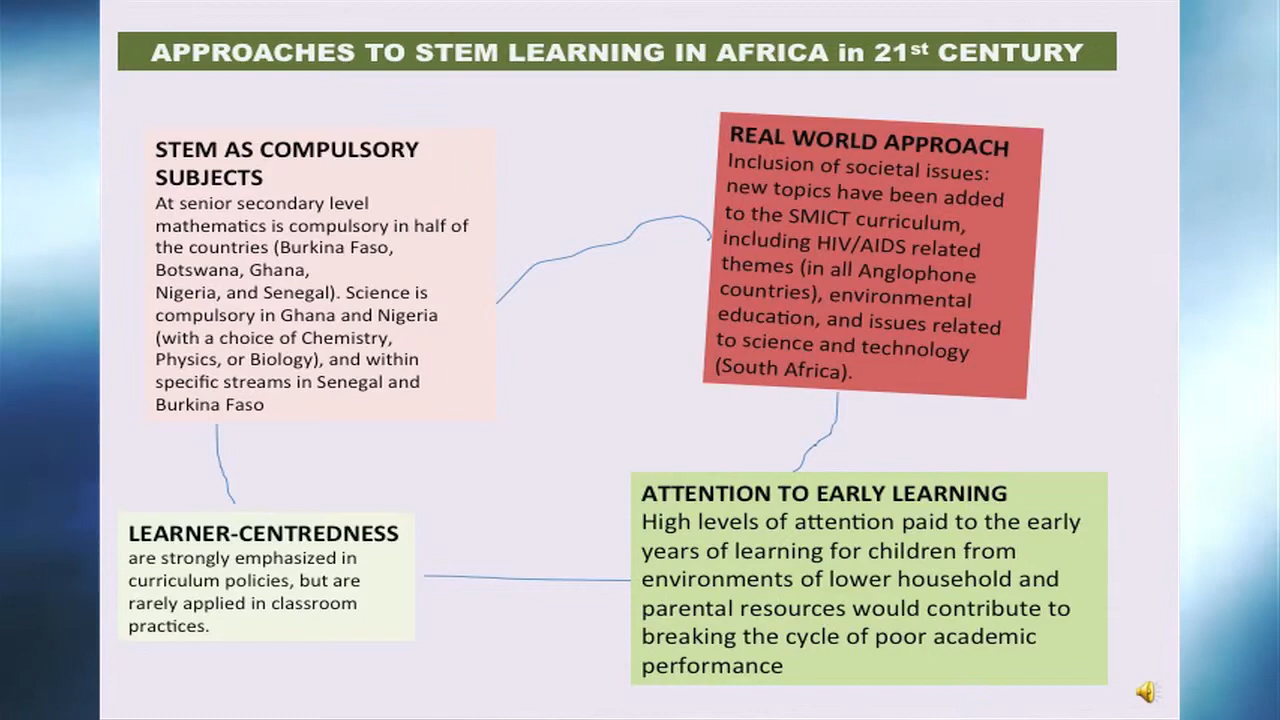 APPROACHES TO STEM LEARNING IN AFRICA in 21st CENTURY
STEM AS COMPULSORY
SUBJECTS
At senior secondary level
mathematics is compulsory in half of
the countries (Burkina Faso,
Botswana, Ghana,
Nigeria, and Senegal). Science is
compulsory in Ghana and Nigeria
(with a choice of Chemistry,
Physics, or Biology), and within
specific streams in Senegal and
Burkina Faso
REAL WORLD APPROACH
Inclusion of societal issues:
new topics have been added
to the SMICT curriculum,
including HIV/AIDS related
themes (in all Anglophone
countries), environmental
education, and issues related
to science and technology
(South Africa).
LEARNER-CENTREDNESS
are strongly emphasized in
curriculum policies, but are
rarely applied in classroom
practices.
ATTENTION TO EARLY LEARNING
High levels of attention paid to the early
years of learning for children from
environments of lower household and
parental resources would contribute to
breaking the cycle of poor academic
performance